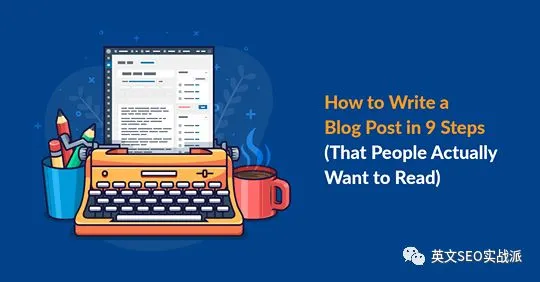 How to Write a
Blog Post in 9 Steps
(That People Actually
Want to Read)
英文SEO实战派